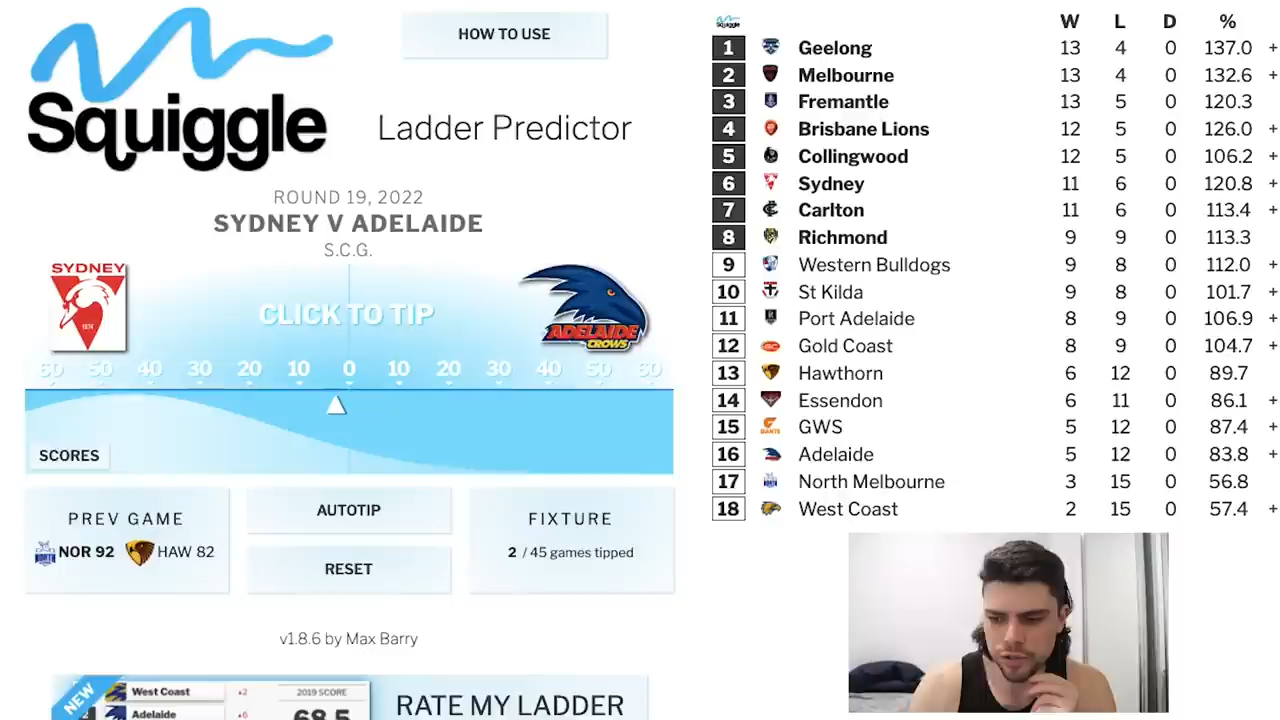 Squiggle
HOW TO USE
Ladder Predictor
ROUND 19, 2022
SYDNEY V ADELAIDE
S.C.G.
SYDNEY
1874
CLICK TO TIP
ADELAIDE
CROWS
60 50 40 30 20 10 0 10 20 30 40 50 60
SCORES
PREV GAME
NOR 92 HAW 82
AUTOTIP
RESET
FIXTURE
2 / 45 games tipped
v1.8.6 by Max Barry
NEW
West Coast ▲2
Adelaide ▲6
2019 SCORE
68.5
RATE MY LADDER
Squiggle W L D %
1 Geelong 13 4 0 137.0 +
2 Melbourne 13 4 0 132.6 +
3 Fremantle 13 5 0 120.3
4 Brisbane Lions 12 5 0 126.0 +
5 Collingwood 12 5 0 106.2 +
6 Sydney 11 6 0 120.8 +
7 Carlton 11 6 0 113.4 +
8 Richmond 9 9 0 113.3
9 Western Bulldogs 9 8 0 112.0 +
10 St Kilda 9 8 0 101.7 +
11 Port Adelaide 8 9 0 106.9 +
12 Gold Coast 8 9 0 104.7 +
13 Hawthorn 6 12 0 89.7
14 Essendon 6 11 0 86.1 +
15 GWS 5 12 0 87.4 +
16 Adelaide 5 12 0 83.8 +
17 North Melbourne 3 15 0 56.8
18 West Coast 2 15 0 57.4 +